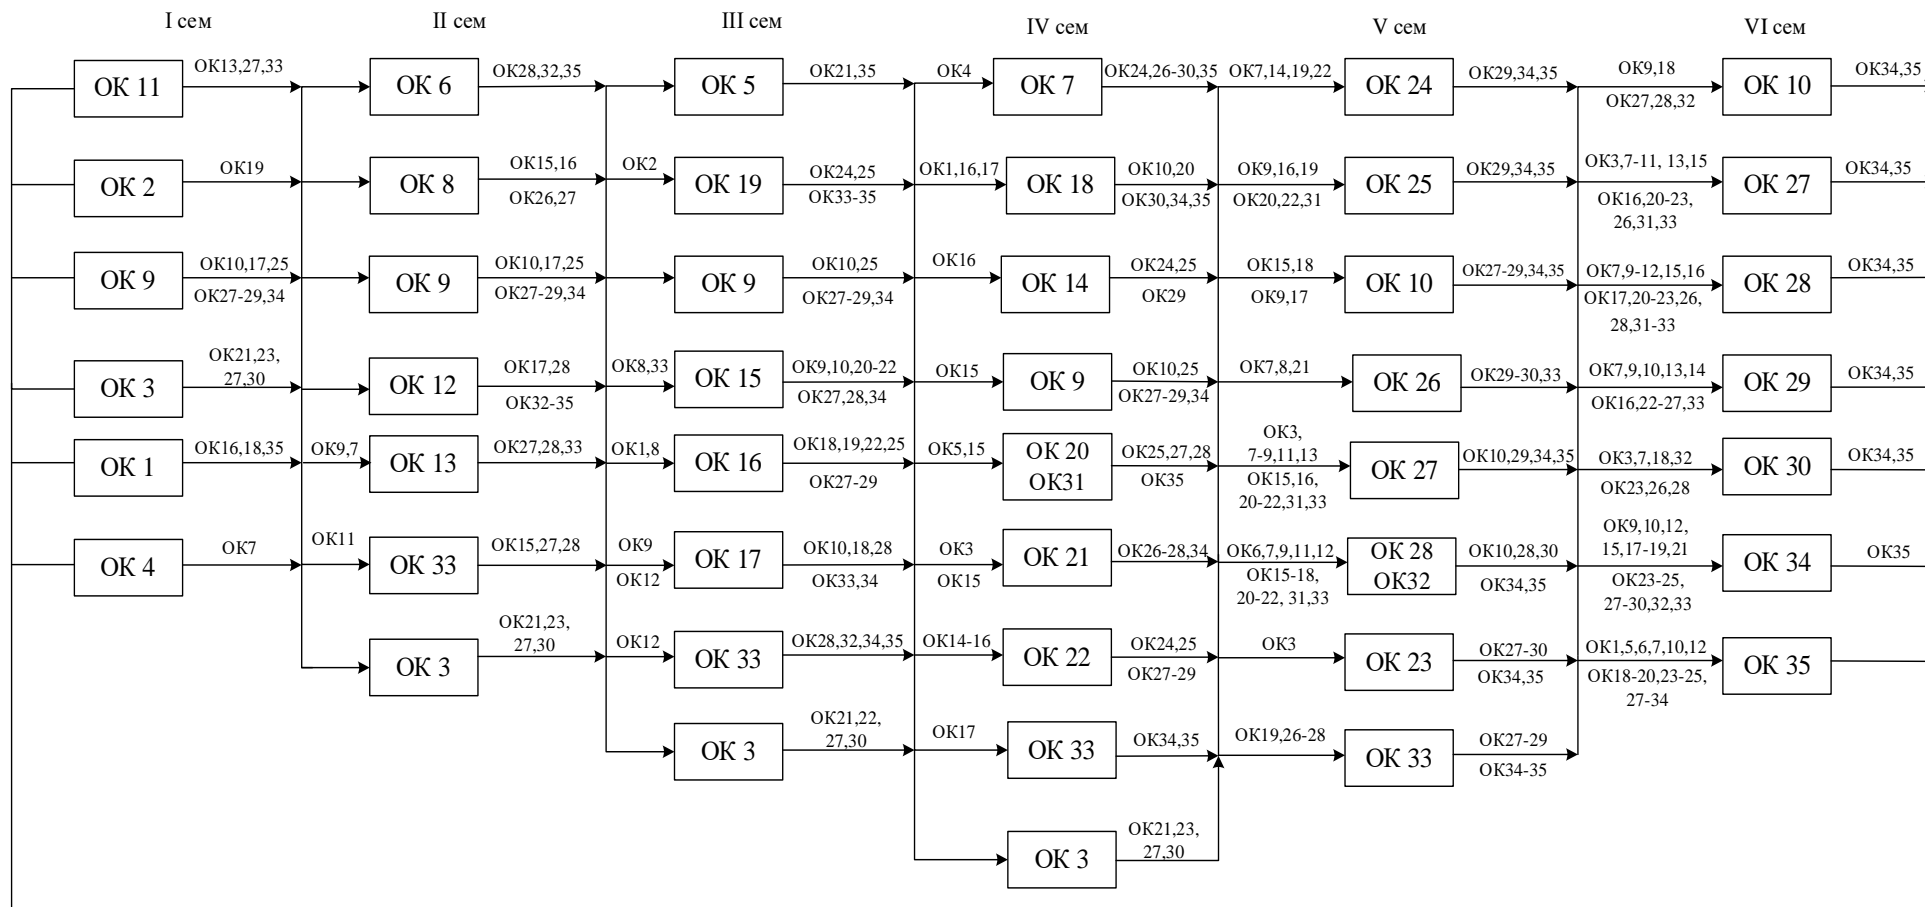 I сем
II сем
III сем
IV сем
V сем
VI сем
ОК 11
ОК13,27,33
ОК 6
ОК28,32,35
ОК 5
ОК21,35
ОК4
ОК 7
ОК24,26-30,35
ОК7,14,19,22
ОК 24
ОК29,34,35
ОК9,18
ОК27,28,32
ОК 10
ОК34,35
ОК 2
ОК19
ОК 8
ОК15,16
ОК26,27
ОК2
ОК 19
ОК24,25
ОК33-35
ОК1,16,17
ОК 18
ОК10,20
ОК30,34,35
ОК9,16,19
ОК20,22,31
ОК 25
ОК29,34,35
ОК3,7-11, 13,15
ОК16,20-23,
26,31,33
ОК 27
ОК34,35
ОК 9
ОК10,17,25
ОК27-29,34
ОК 9
ОК10,17,25
ОК27-29,34
ОК 9
ОК10,25
ОК27-29,34
ОК16
ОК 14
ОК24,25
ОК29
ОК15,18
ОК9,17
ОК 10
ОК27-29,34,35
ОК7,9-12,15,16
ОК17,20-23,26,
28,31-33
ОК 28
ОК34,35
ОК 3
ОК21,23,
27,30
ОК 12
ОК17,28
ОК32-35
ОК8,33
ОК 15
ОК9,10,20-22
ОК27,28,34
ОК15
ОК 9
ОК10,25
ОК27-29,34
ОК7,8,21
ОК 26
ОК29-30,33
ОК7,9,10,13,14
ОК16,22-27,33
ОК 29
ОК34,35
ОК 1
ОК16,18,35
ОК9,7
ОК 13
ОК27,28,33
ОК1,8
ОК 16
ОК18,19,22,25
ОК27-29
ОК5,15
ОК 20
ОК31
ОК25,27,28
ОК35
ОК3,
7-9,11,13
ОК15,16,
20-22,31,33
ОК 27
ОК10,29,34,35
ОК3,7,18,32
ОК23,26,28
ОК 30
ОК34,35
ОК 4
ОК7
ОК11
ОК 33
ОК15,27,28
ОК9
ОК12
ОК 17
ОК10,18,28
ОК33,34
ОК3
ОК15
ОК 21
ОК26-28,34
ОК6,7,9,11,12
ОК15-18,
20-22, 31,33
ОК 28
ОК32
ОК10,28,30
ОК34,35
ОК9,10,12,
15,17-19,21
ОК23-25,
27-30,32,33
ОК 34
ОК35
ОК 3
ОК21,23,
27,30
ОК12
ОК 33
ОК28,32,34,35
ОК14-16
ОК 22
ОК24,25
ОК27-29
ОК3
ОК 23
ОК27-30
ОК34,35
ОК1,5,6,7,10,12
ОК18-20,23-25,
27-34
ОК 35
ОК 3
ОК21,22,
27,30
ОК17
ОК 33
ОК34,35
ОК19,26-28
ОК 33
ОК27-29
ОК34-35
ОК 3
ОК21,23,
27,30